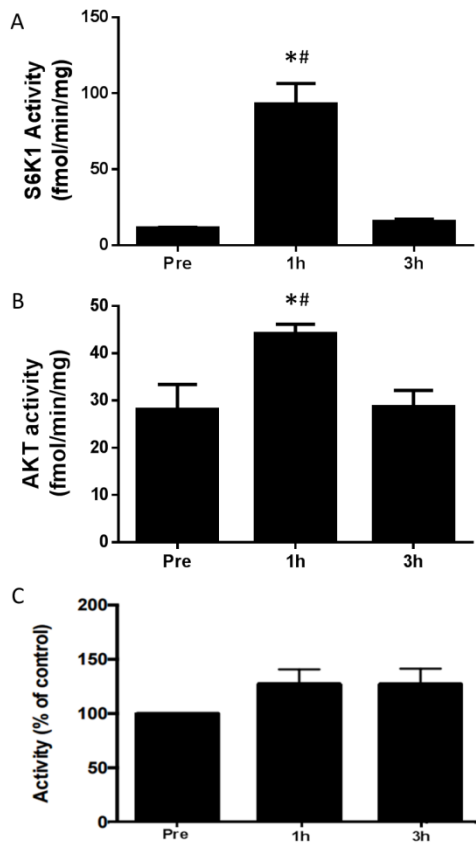 A
S6K1 Activity
(fmol/min/mg)
150
100
50
0
*#
Pre 1h 3h
B
AKT activity
(fmol/min/mg)
50
40
30
20
10
0
*#
Pre 1h 3h
C
Activity (% of control)
200
150
100
50
0
Pre 1h 3h